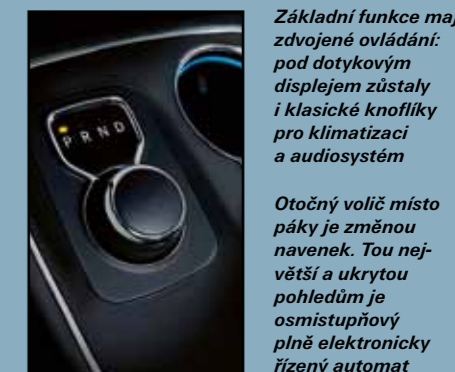 P R N D
Základní funkce maj
zdvojené ovládání:
pod dotykovým
displejem zůstaly
i klasické knoflíky
pro klimatizaci
a audiosystém
Otočný volič místo
páky je změnou
navenek. Tou nej-
větší a ukrytou
pohledům je
osmistupňový
plně elektronicky
řízený automat